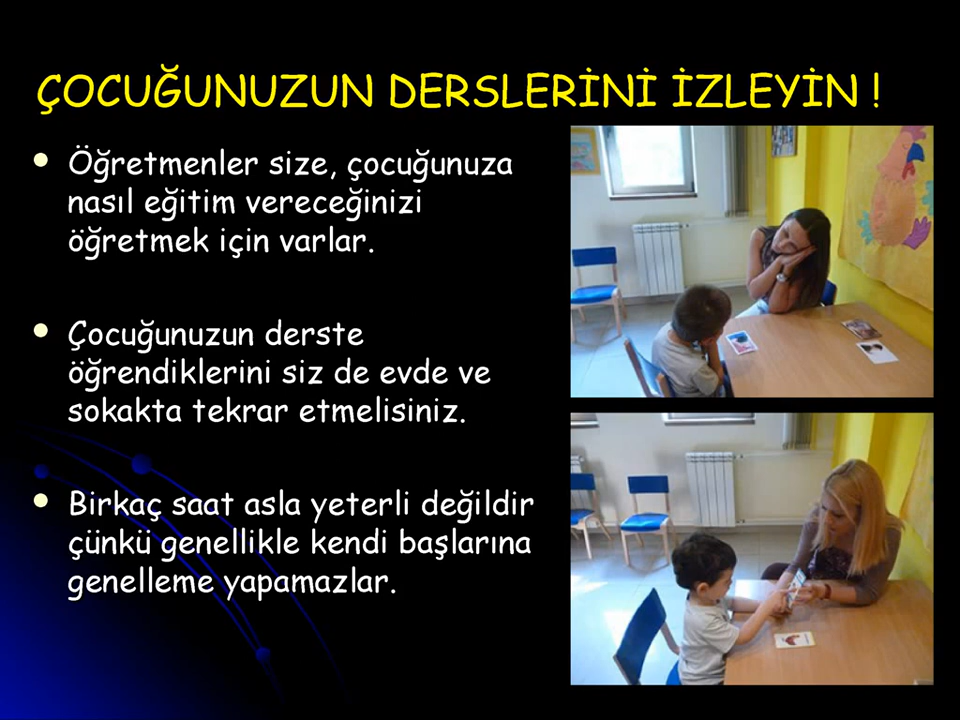 ÇOCUĞUNUZUN DERSLERİNİ İZLEYİN !
Öğretmenler size, çocuğunuza
nasıl eğitim vereceğinizi
öğretmek için varlar.
Çocuğunuzun derste
öğrendiklerini siz de evde ve
sokakta tekrar etmelisiniz.
Birkaç saat asla yeterli değildir
çünkü genellikle kendi başlarına
genelleme yapamazlar.